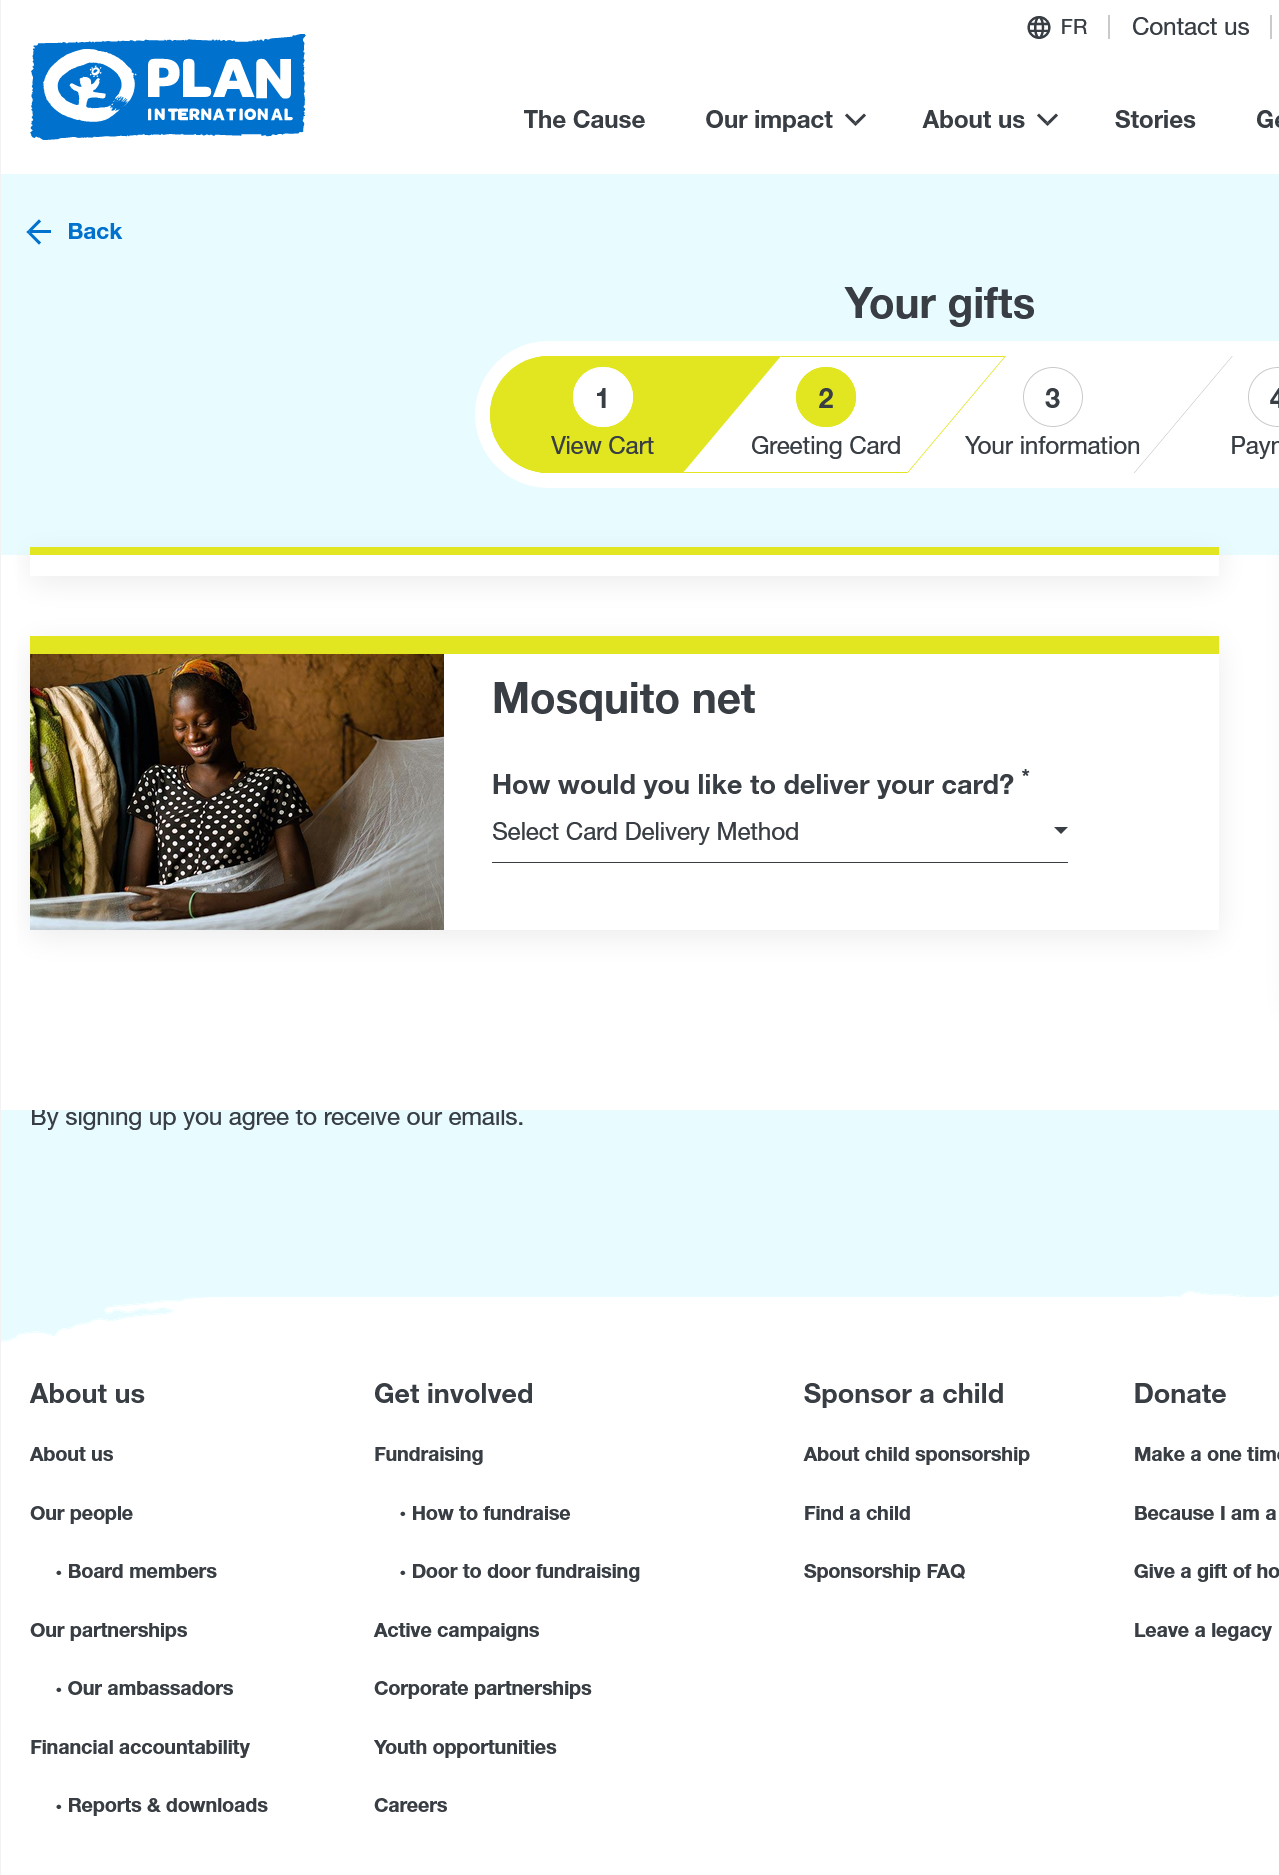 FR
Contact us
PLAN
INTERNATIONAL
The Cause
Our impact
About us
Stories
Back
Your gifts
1
2
3
View Cart
Greeting Card
Your information
Mosquito net
How would you like to deliver your card? *
Select Card Delivery Method
By signing up you agree to receive our emails.
About us
About us
Our people
• Board members
Our partnerships
• Our ambassadors
Financial accountability
• Reports & downloads
Get involved
Fundraising
• How to fundraise
• Door to door fundraising
Active campaigns
Corporate partnerships
Youth opportunities
Careers
Sponsor a child
About child sponsorship
Find a child
Sponsorship FAQ
Donate
Make a one
Because I am a
Give a gift of
Leave a legacy